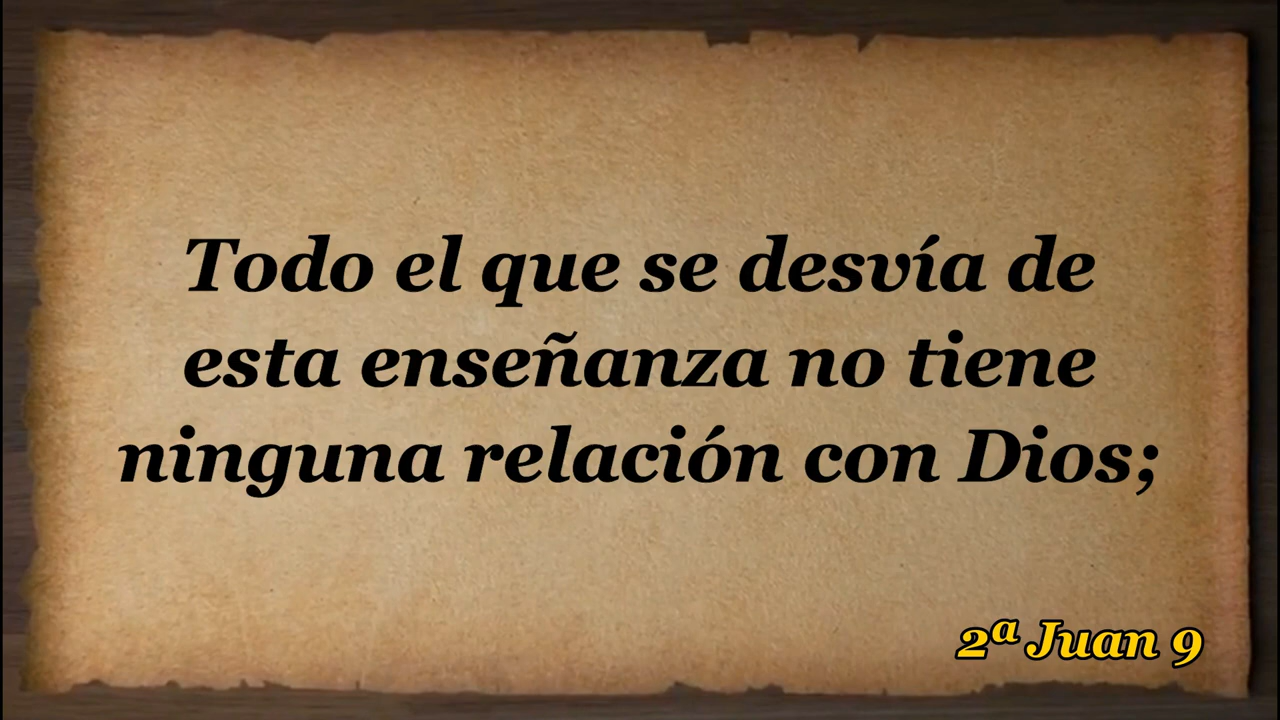 Todo el que se desvía de
esta enseñanza no tiene
ninguna relación con Dios;
2ª Juan 9